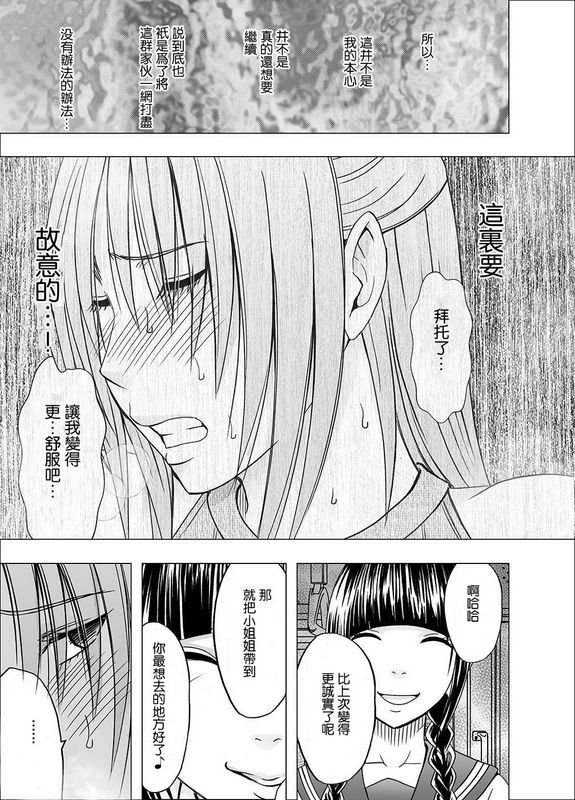 所以…
這并不是
我的本心
并不是
真的還想要
繼續
說到底也
衹是爲了將
這群家伙一網打盡
没有辦法的辦法…
這裏要
拜托了…
故意的…!
讓我變得
更…舒服吧…
啊哈哈
比上次變得
更誠實了呢
那
就把小姐姐帶到
你最想去的地方好了♪
……